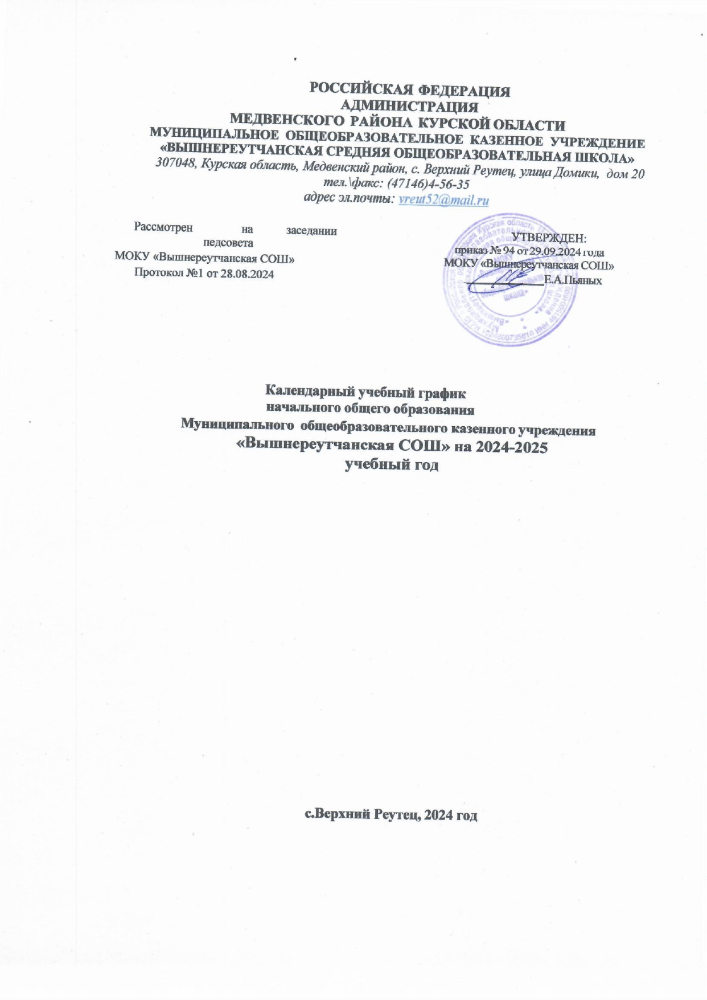 РОССИЙСКАЯ ФЕДЕРАЦИЯ
АДМИНИСТРАЦИЯ
МЕДВЕНСКОГО РАЙОНА КУРСКОЙ ОБЛАСТИ
МУНИЦИПАЛЬНОЕ ОБЩЕОБРАЗОВАТЕЛЬНОЕ КАЗЕННОЕ УЧРЕЖДЕНИЕ
«ВЫШНЕРЕУТЧАНСКАЯ СРЕДНЯЯ ОБЩЕОБРАЗОВАТЕЛЬНАЯ ШКОЛА»
307048, Курская область, Медвенский район, с. Верхний Реутец, улица Домики, дом 20
тел.\факс: (47146)4-56-35
адрес эл.почты: vreut52@mail.ru
Рассмотрен на заседании
педсовета
МОКУ «Вышнереутчанская СОШ»
Протокол №1 от 28.08.2024
УТВЕРЖДЕН:
приказ № 94 от 29.09.2024 года
МОКУ «Вышнереутчанская СОШ»
Е.А.Пьяных
Календарный учебный график
начального общего образования
Муниципального общеобразовательного казенного учреждения
«Вышнереутчанская СОШ» на 2024-2025
учебный год
с.Верхний Реутец, 2024 год